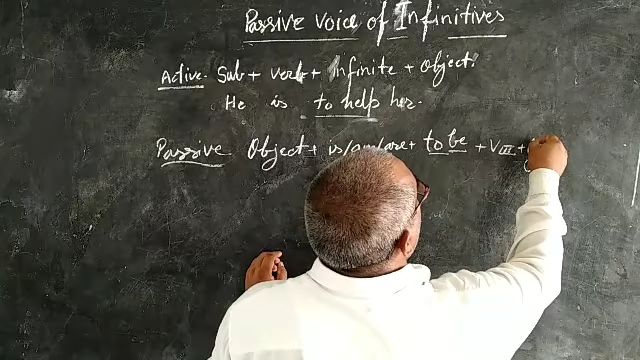 Passive voice of Infinitives
Active. Sub + verb + Infinite + Object.
He is to help her.
Passive Object + is/am/are + to be + VIII +